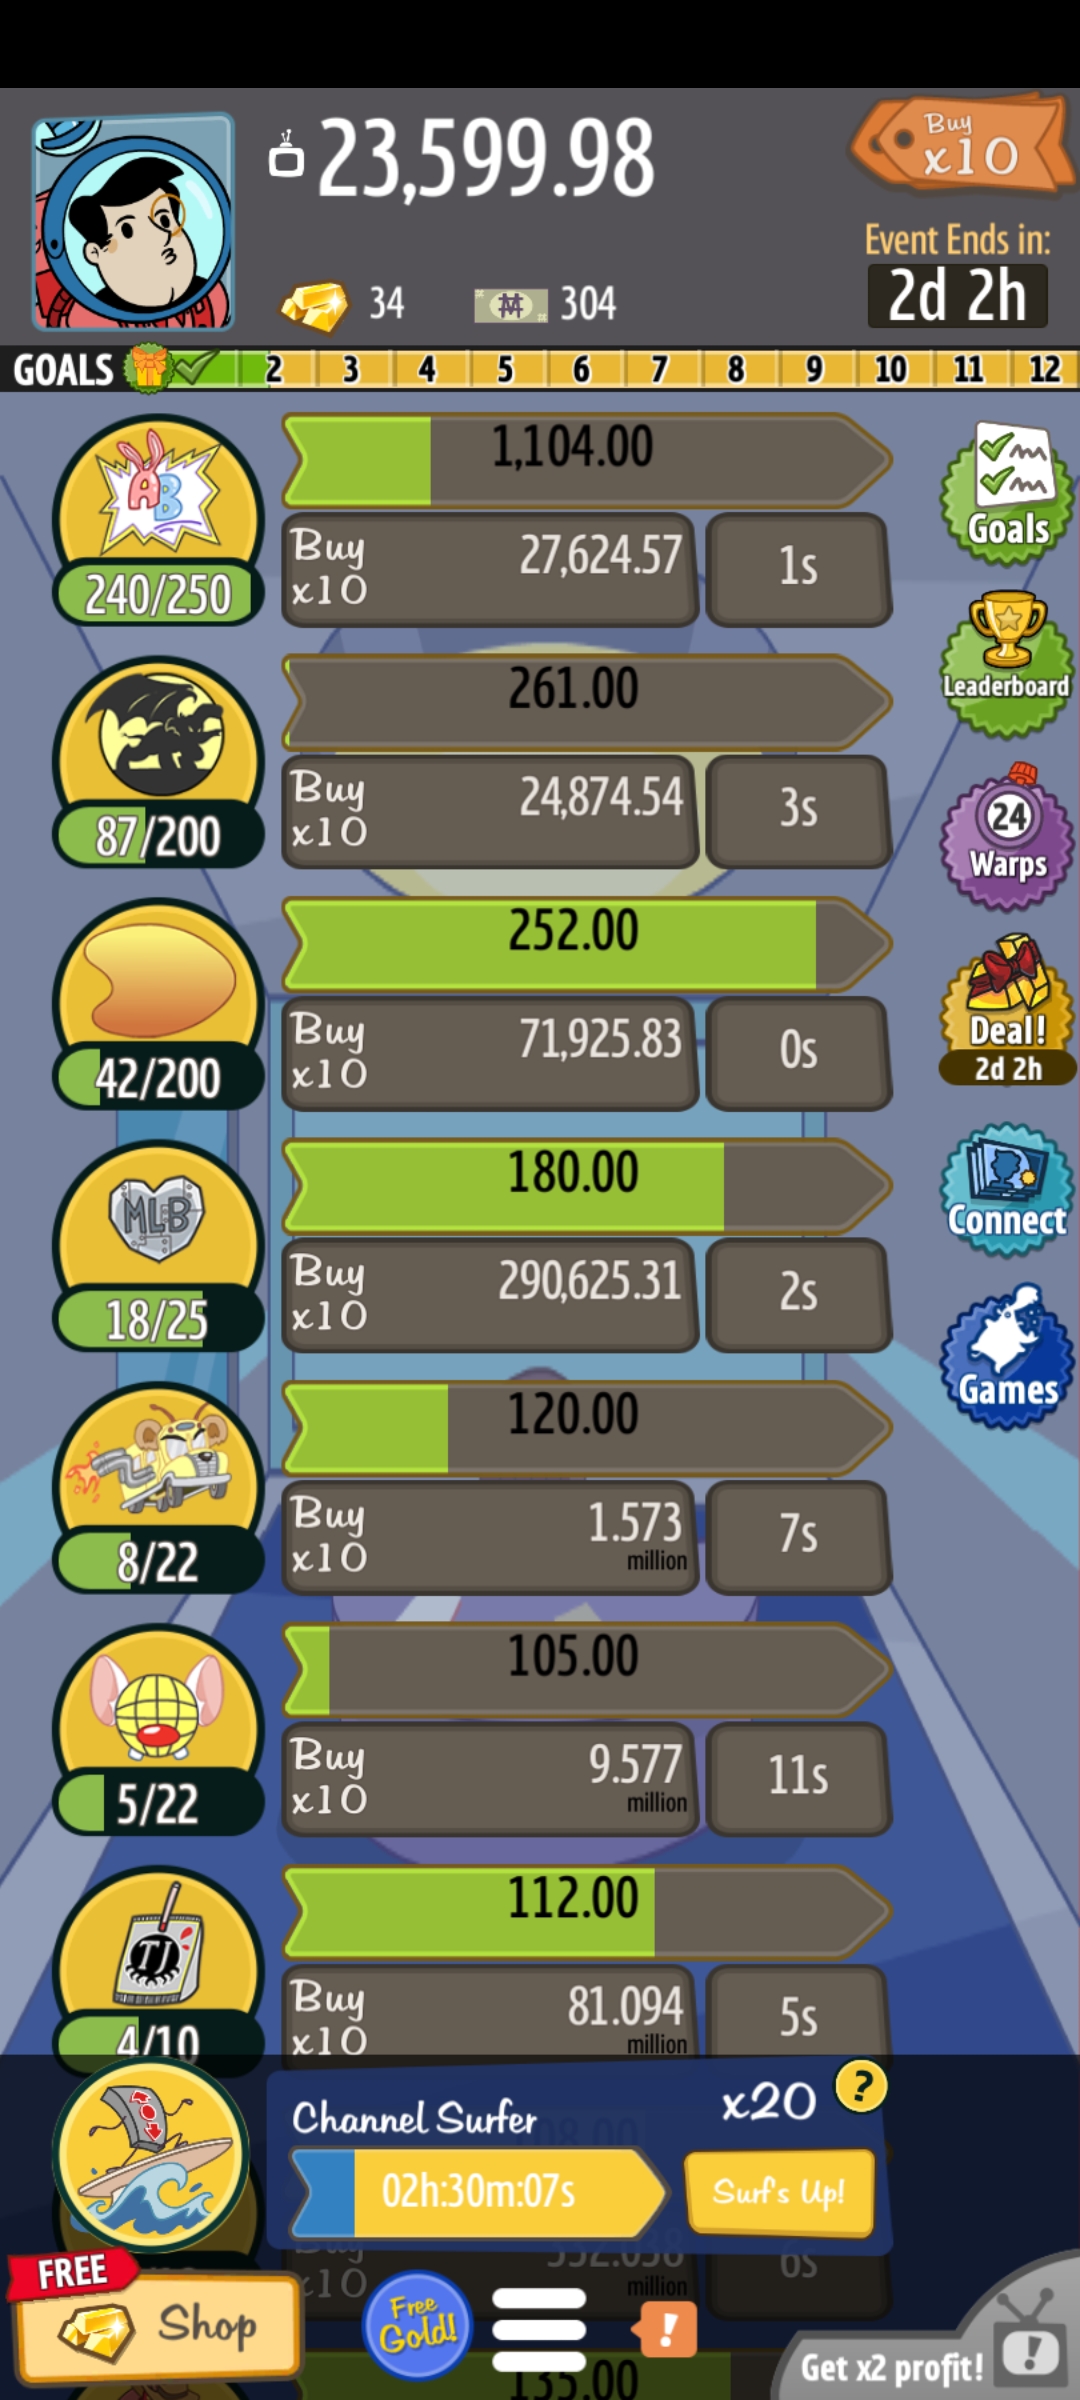 23,599.98
Buy
x10
Event Ends in:
2d 2h
34
304
GOALS 2 3 4 5 6 7 8 9 10 11 12
AB
1,104.00
240/250
Buy
x10
27,624.57
1s
Goals
261.00
87/200
Buy
x10
24,874.54
3s
Leaderboard
24
Warps
252.00
42/200
Buy
x10
71,925.83
0s
Deal!
2d 2h
MLB
180.00
18/25
Buy
x10
290,625.31
2s
Connect
Games
120.00
8/22
Buy
x10
1.573
million
7s
105.00
5/22
Buy
x10
9.577
million
11s
TJ
112.00
4/10
Buy
x10
81.094
million
5s
Channel Surfer
x20
?
02h:30m:07s
Surf's Up!
Buy
x10
million
6s
FREE
Shop
Free
Gold!
!
Get x2 profit!
!
135.00